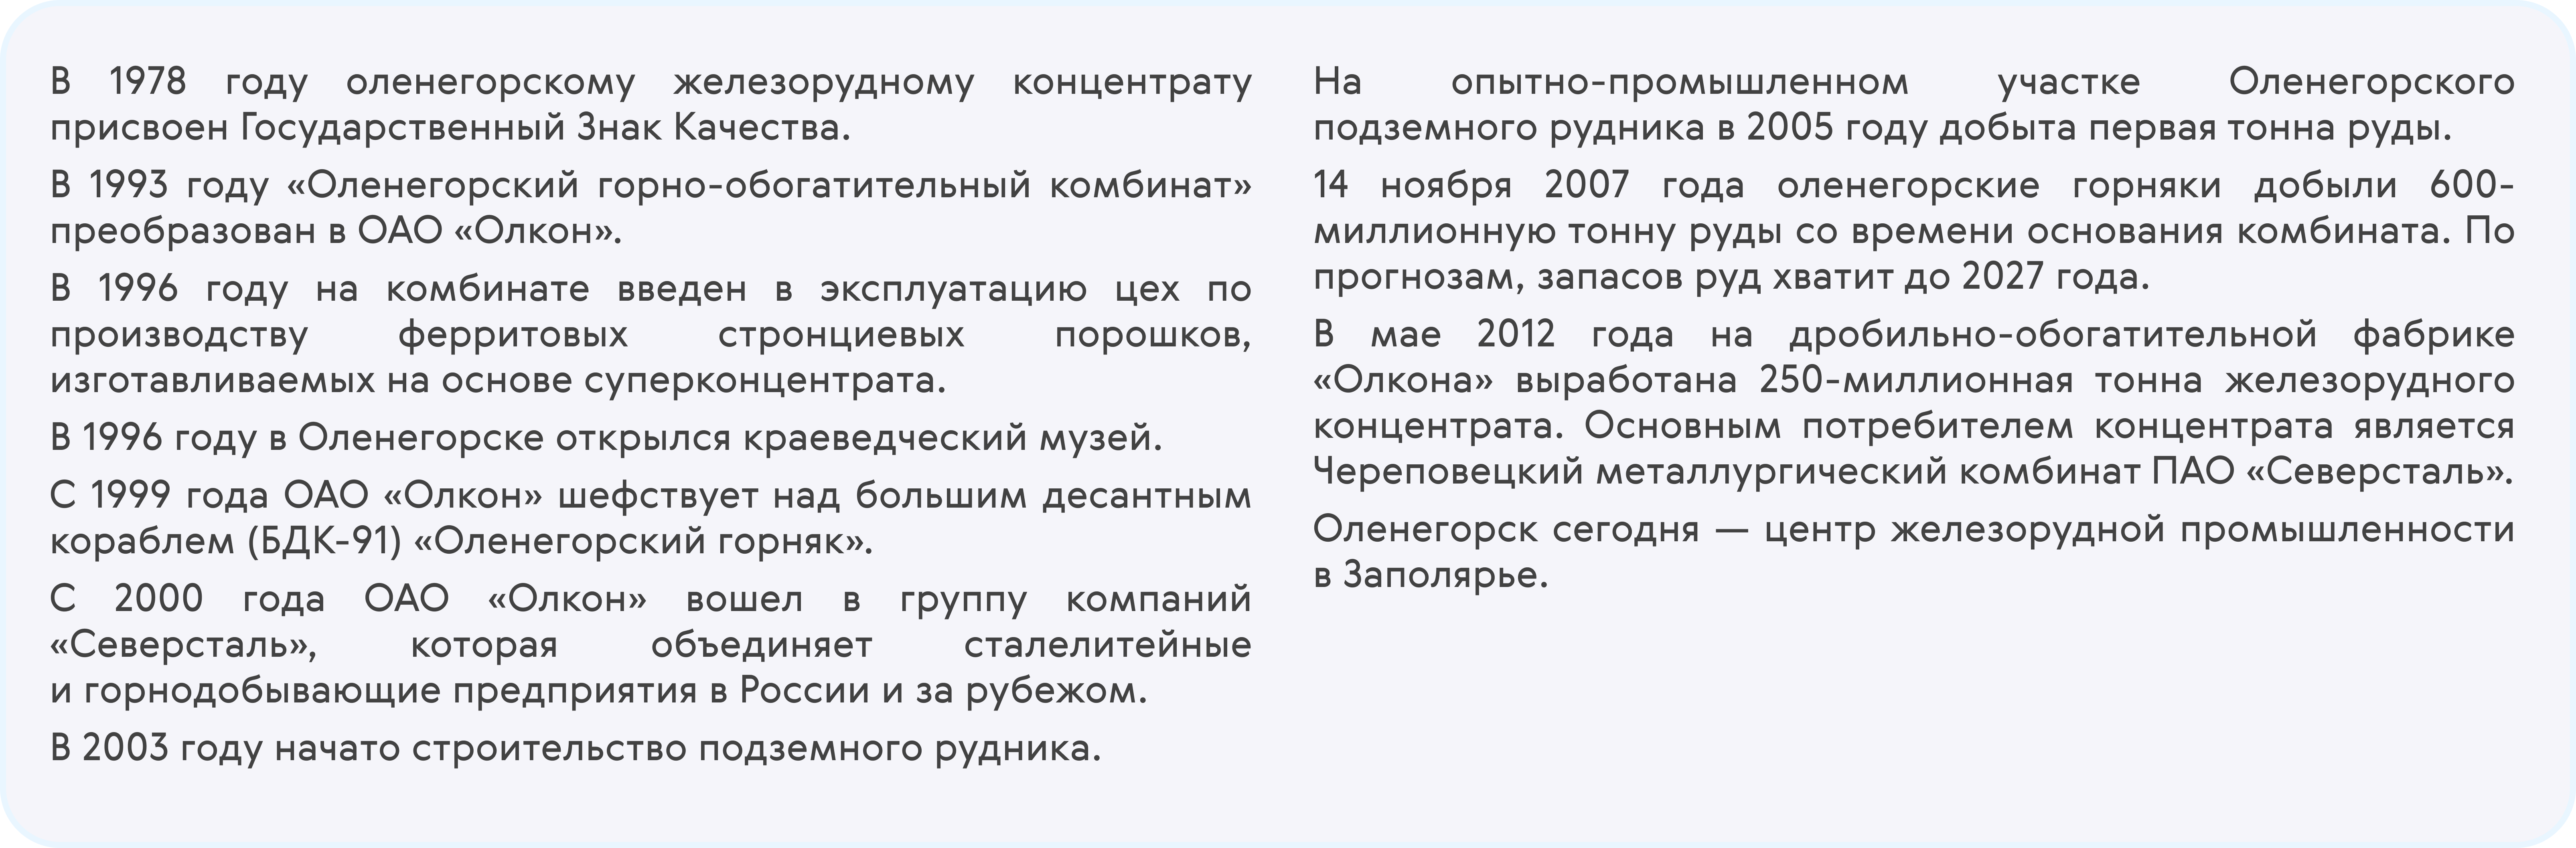 В 1978 году оленегорскому железорудному концентрату
присвоен Государственный Знак Качества.
В 1993 году «Оленегорский горно-обогатительный комбинат»
преобразован в ОАО «Олкон».
В 1996 году на комбинате введен в эксплуатацию цех по
производству ферритовых стронциевых порошков,
изготавливаемых на основе суперконцентрата.
В 1996 году в Оленегорске открылся краеведческий музей.
С 1999 года ОАО «Олкон» шефствует над большим десантным
кораблем (БДК-91) «Оленегорский горняк».
С 2000 года ОАО «Олкон» вошел в группу компаний
«Северсталь», которая объединяет сталелитейные
и горнодобывающие предприятия в России и за рубежом.
В 2003 году начато строительство подземного рудника.
На опытно-промышленном участке Оленегорского
подземного рудника в 2005 году добыта первая тонна руды.
14 ноября 2007 года оленегорские горняки добыли 600-
миллионную тонну руды со времени основания комбината. По
прогнозам, запасов руд хватит до 2027 года.
В мае 2012 года на дробильно-обогатительной фабрике
«Олкона» выработана 250-миллионная тонна железорудного
концентрата. Основным потребителем концентрата является
Череповецкий металлургический комбинат ПАО «Северсталь».
Оленегорск сегодня — центр железорудной промышленности
в Заполярье.